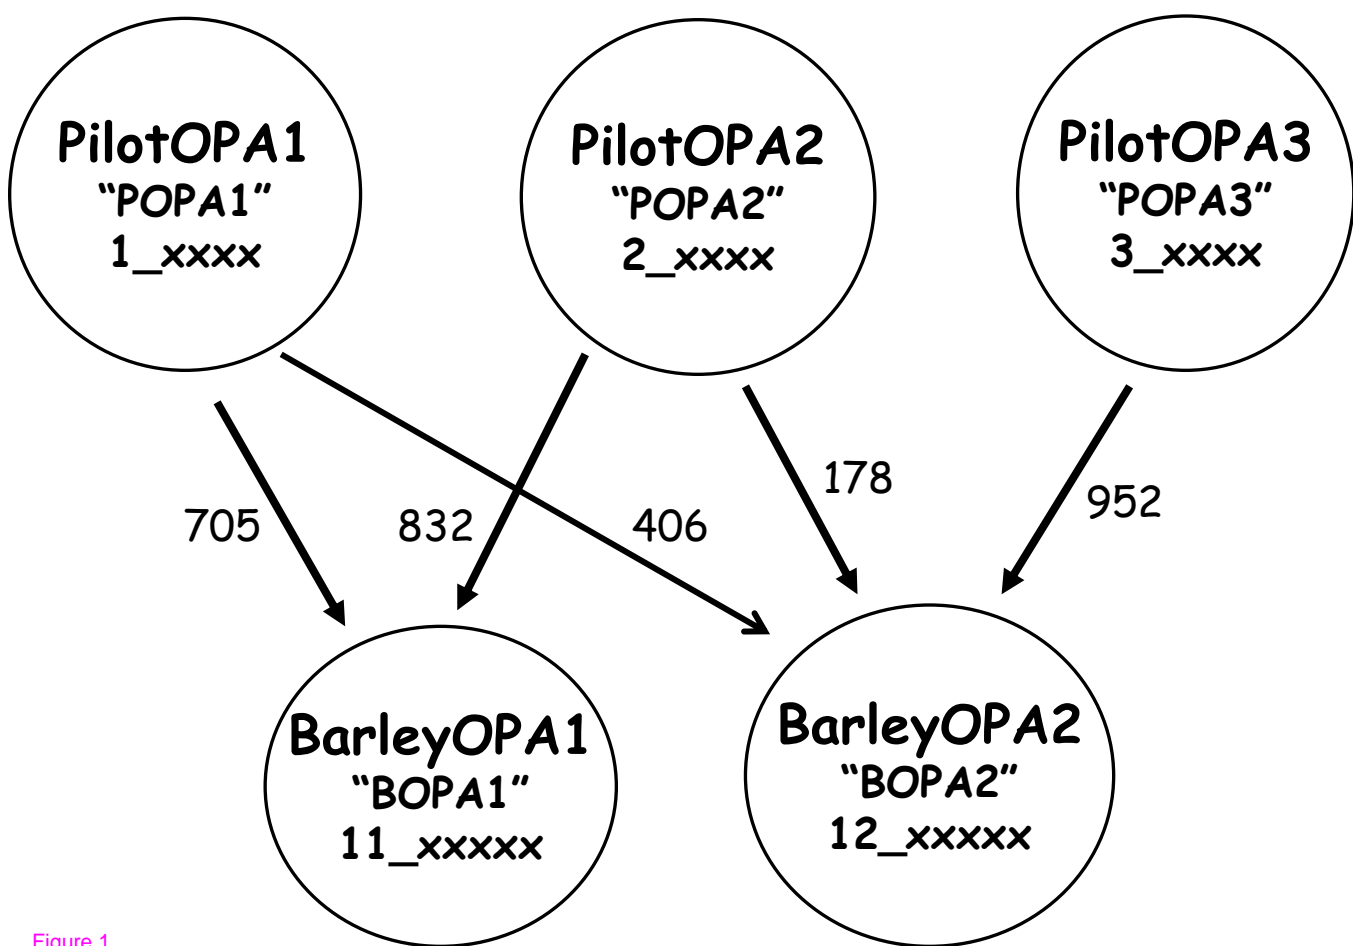 PilotOPA1
“POPA1”
1_xxxx
PilotOPA2
“POPA2”
2_xxxx
PilotOPA3
“POPA3”
3_xxxx
705
832
406
178
952
BarleyOPA1
“BOPA1”
11_xxxxx
BarleyOPA2
“BOPA2”
12_xxxxx
Figure 1